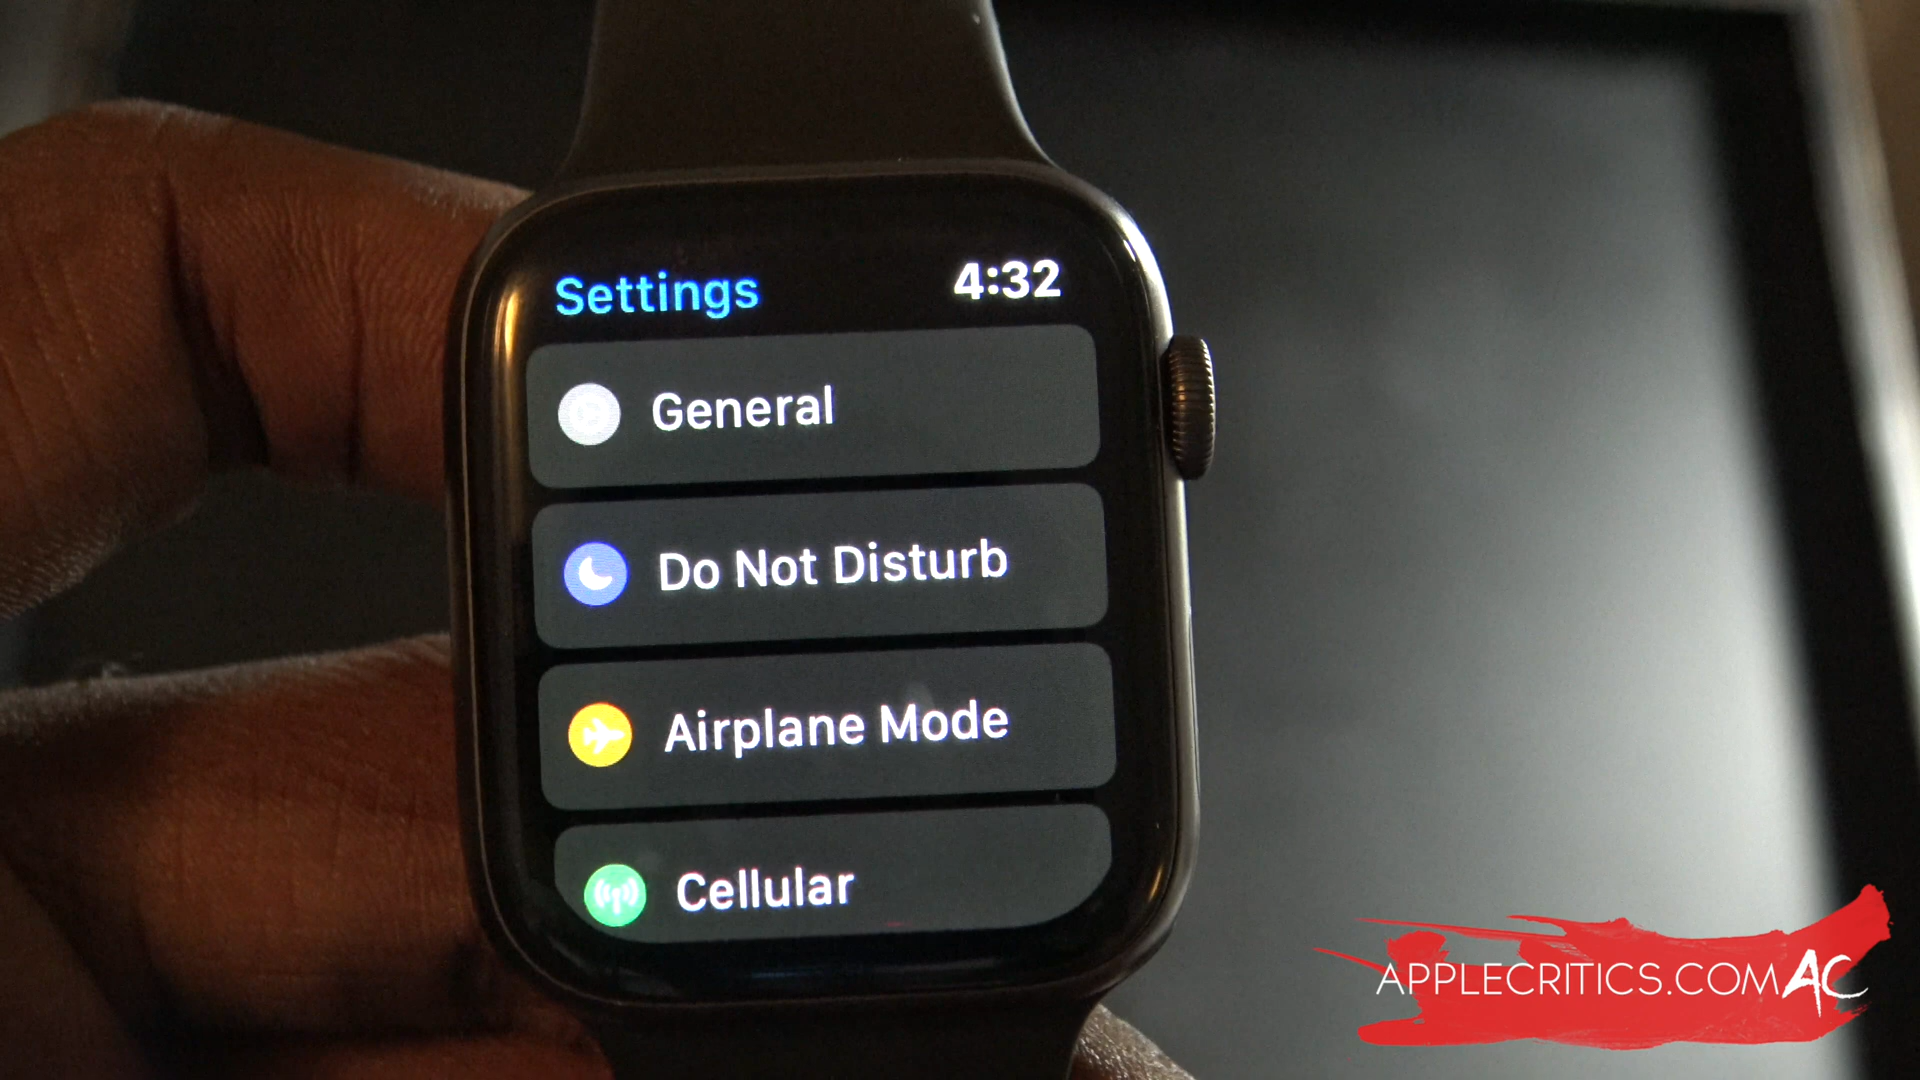 Settings
4:32
General
Do Not Disturb
Airplane Mode
Cellular
APPLECRITICS.COM AC